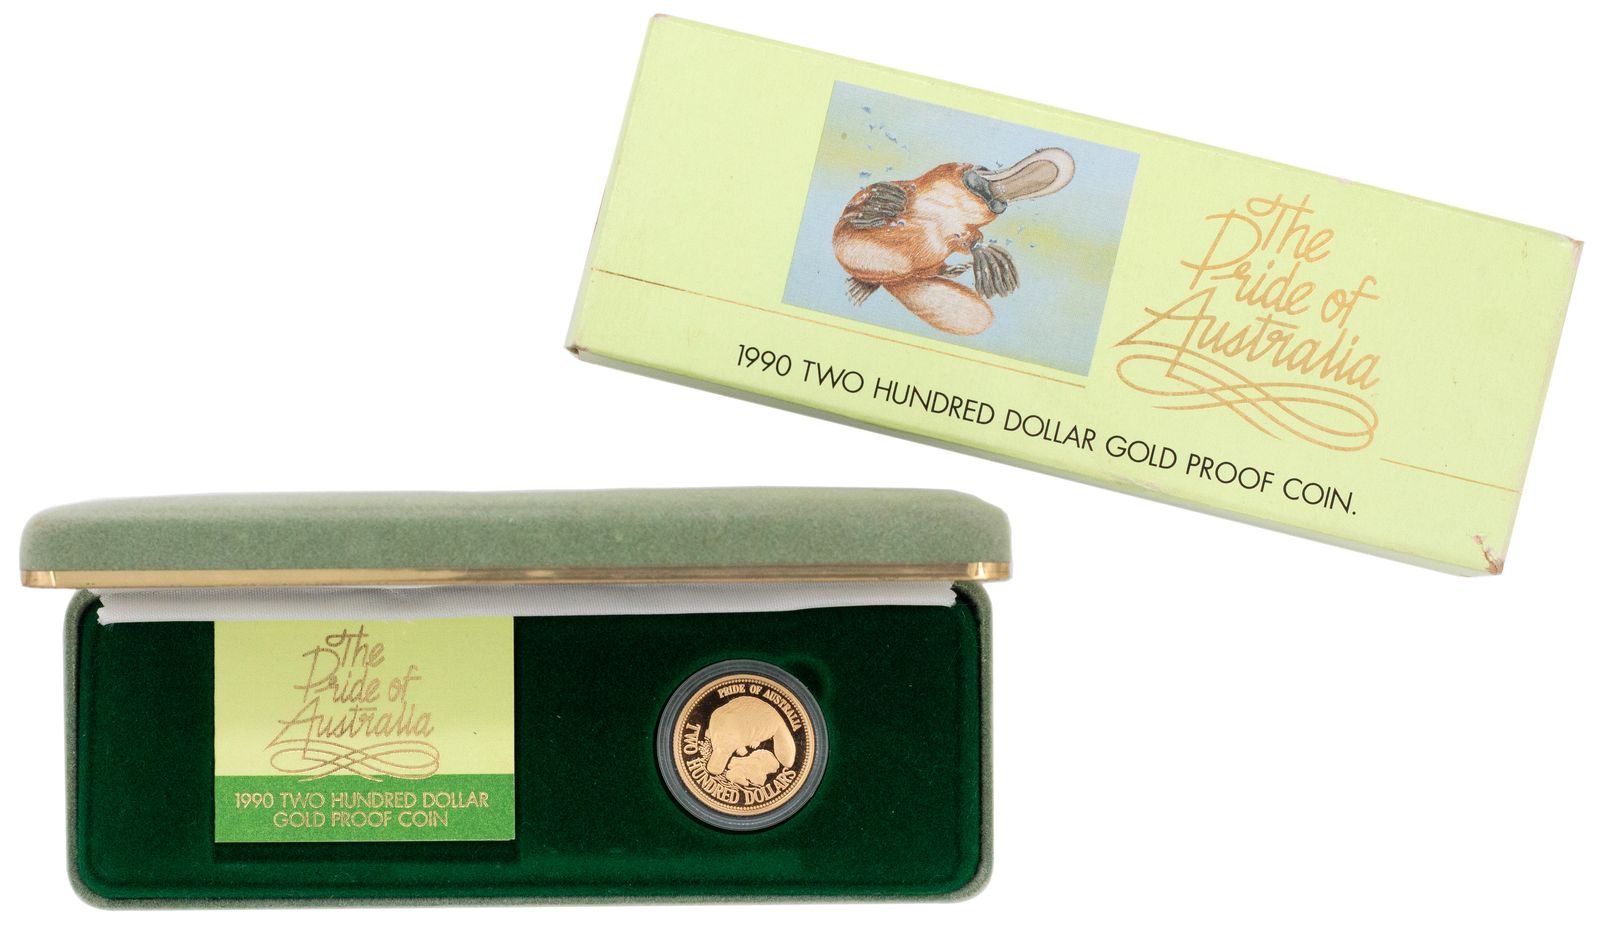 The
Pride of
Australia
1990 TWO HUNDRED DOLLAR GOLD PROOF COIN.
The
Pride of
Australia
1990 TWO HUNDRED DOLLAR
GOLD PROOF COIN
PRIDE OF AUSTRALIA
TWO HUNDRED DOLLARS